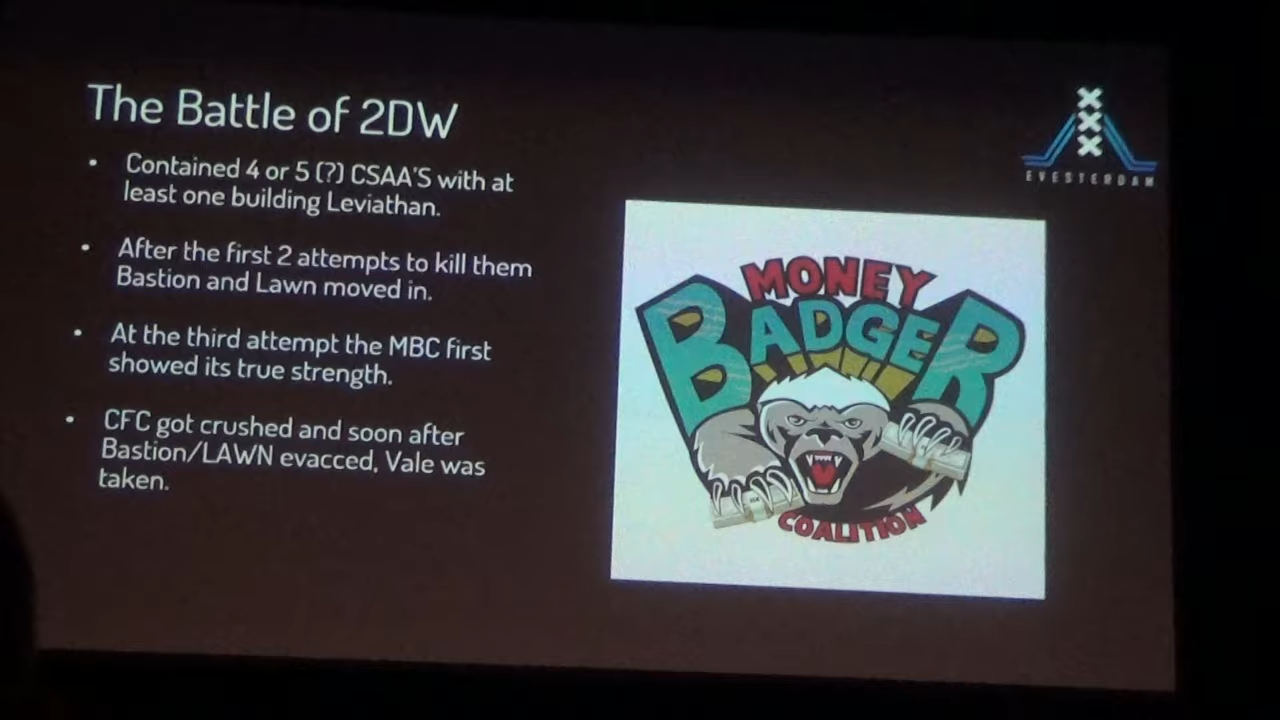 The Battle of 2DW
• Contained 4 or 5 (?) CSAA'S with at
least one building Leviathan.
• After the first 2 attempts to kill them
Bastion and Lawn moved in.
• At the third attempt the MBC first
showed its true strength.
• CFC got crushed and soon after
Bastion/LAWN evacced, Vale was
taken.
XXX
EVESTERDAM
MONEY
BADGER
COALITION